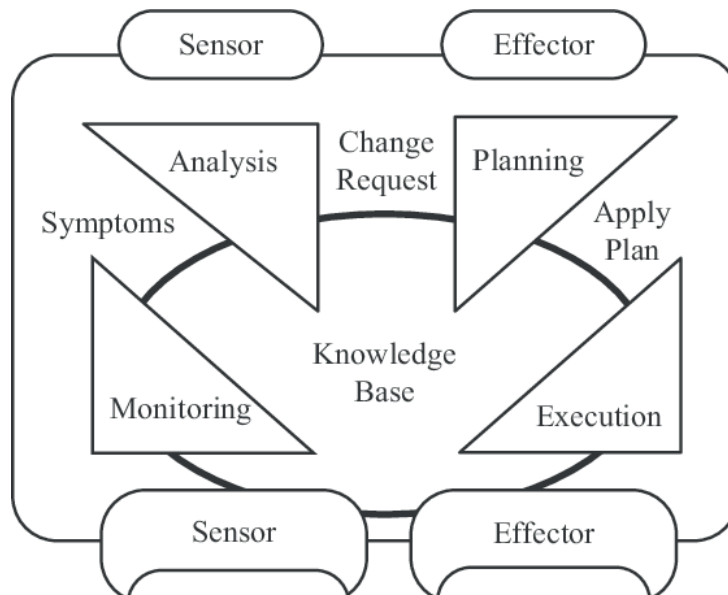 Sensor
Effector
Analysis
Change
Request
Planning
Symptoms
Apply
Plan
Knowledge
Base
Monitoring
Execution
Sensor
Effector